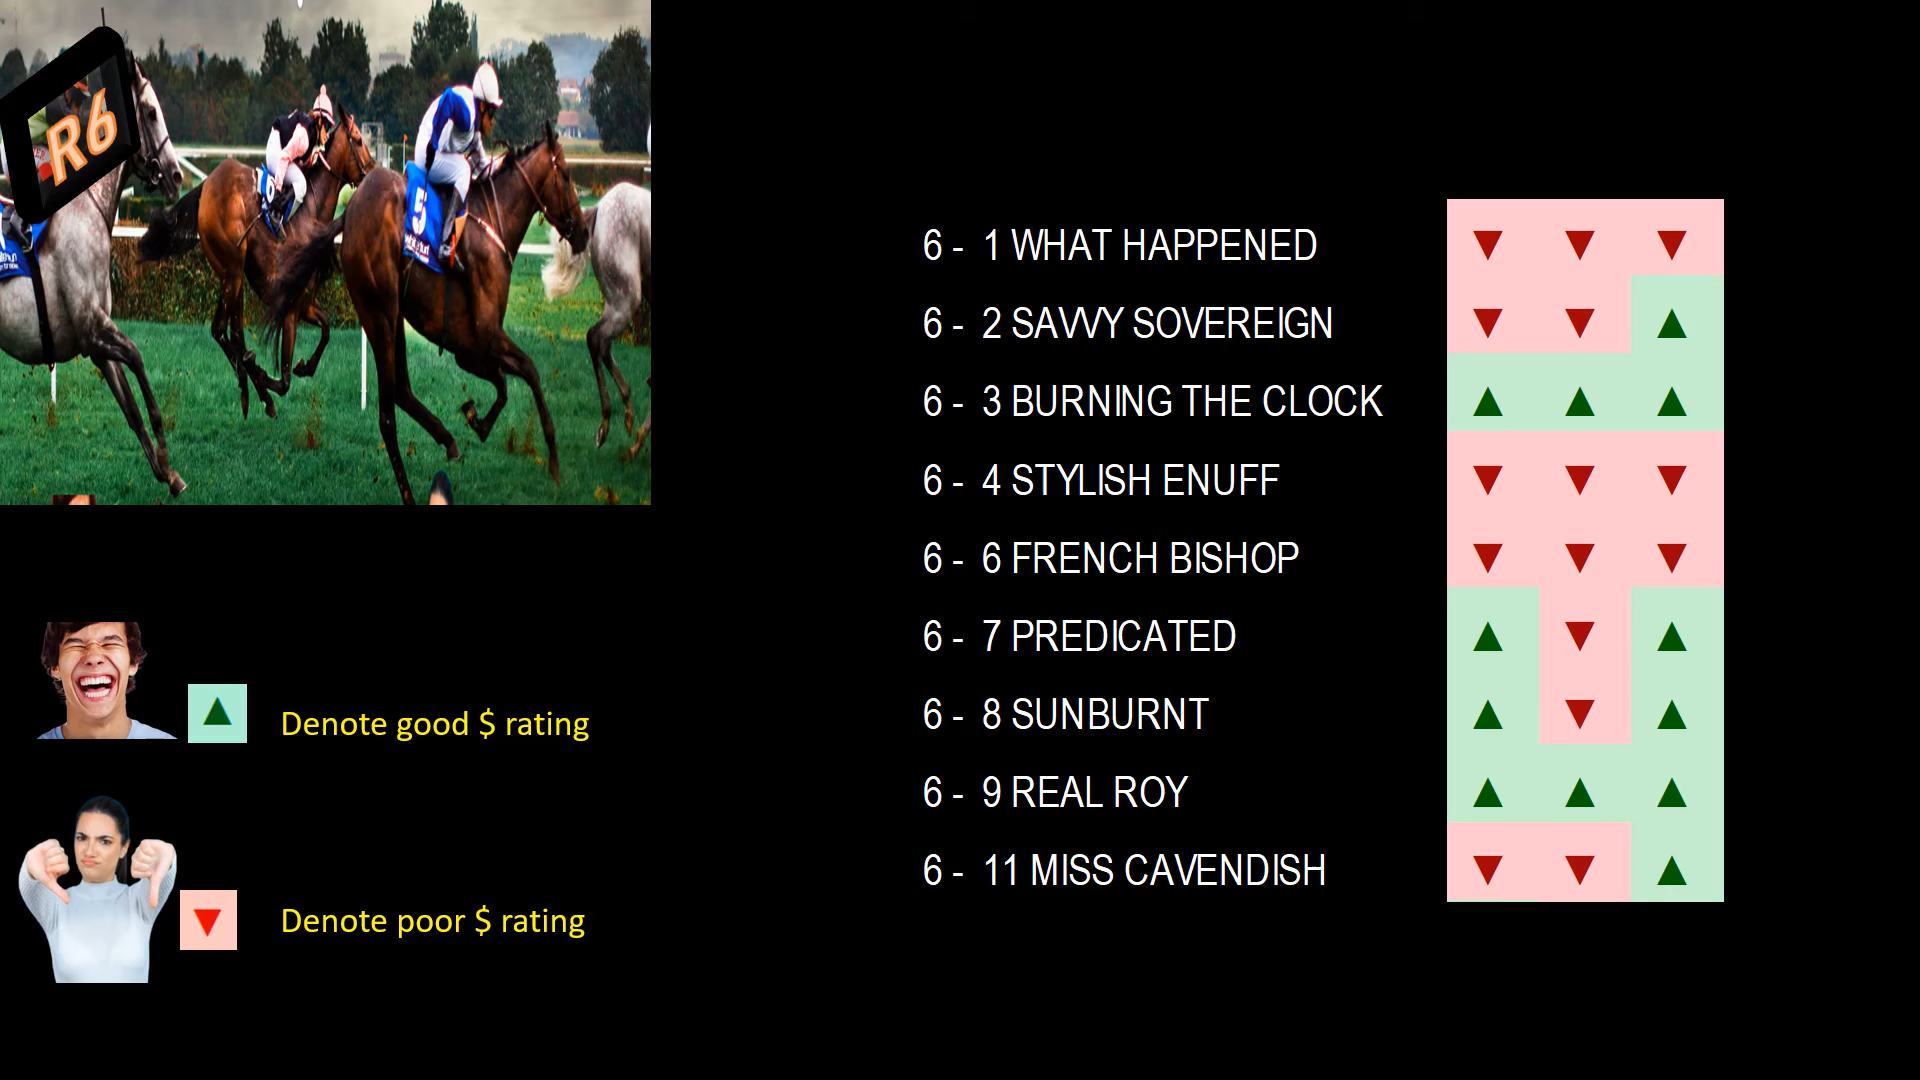 R6
6
5
6 - 1 WHAT HAPPENED ▼ ▼ ▼
6 - 2 SAVVY SOVEREIGN ▼ ▼ ▲
6 - 3 BURNING THE CLOCK ▲ ▲ ▲
6 - 4 STYLISH ENUFF ▼ ▼ ▼
6 - 6 FRENCH BISHOP ▼ ▼ ▼
6 - 7 PREDICATED ▲ ▼ ▲
6 - 8 SUNBURNT ▲ ▼ ▲
6 - 9 REAL ROY ▲ ▲ ▲
6 - 11 MISS CAVENDISH ▼ ▼ ▲
▲ Denote good $ rating
▼ Denote poor $ rating